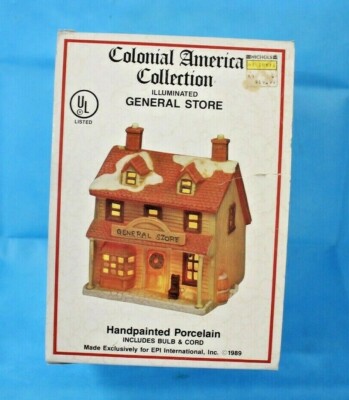 Colonial America
Collection
ILLUMINATED
GENERAL STORE
MICHAELS
UL
LISTED
GENERAL STORE
Handpainted Porcelain
INCLUDES BULB & CORD
Made Exclusively for EPI International, Inc. ©1989